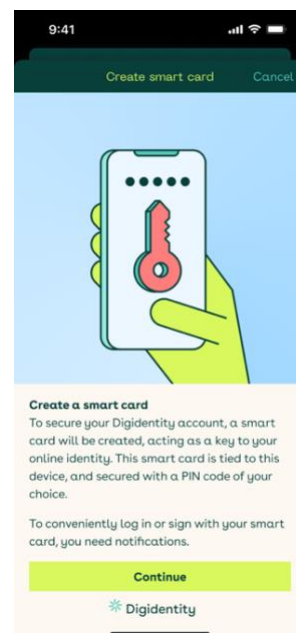 9:41
Create smart card
Cancel
Create a smart card
To secure your Digidentity account, a smart
card will be created, acting as a key to your
online identity. This smart card is tied to this
device, and secured with a PIN code of your
choice.
To conveniently log in or sign with your smart
card, you need notifications.
Continue
Digidentity